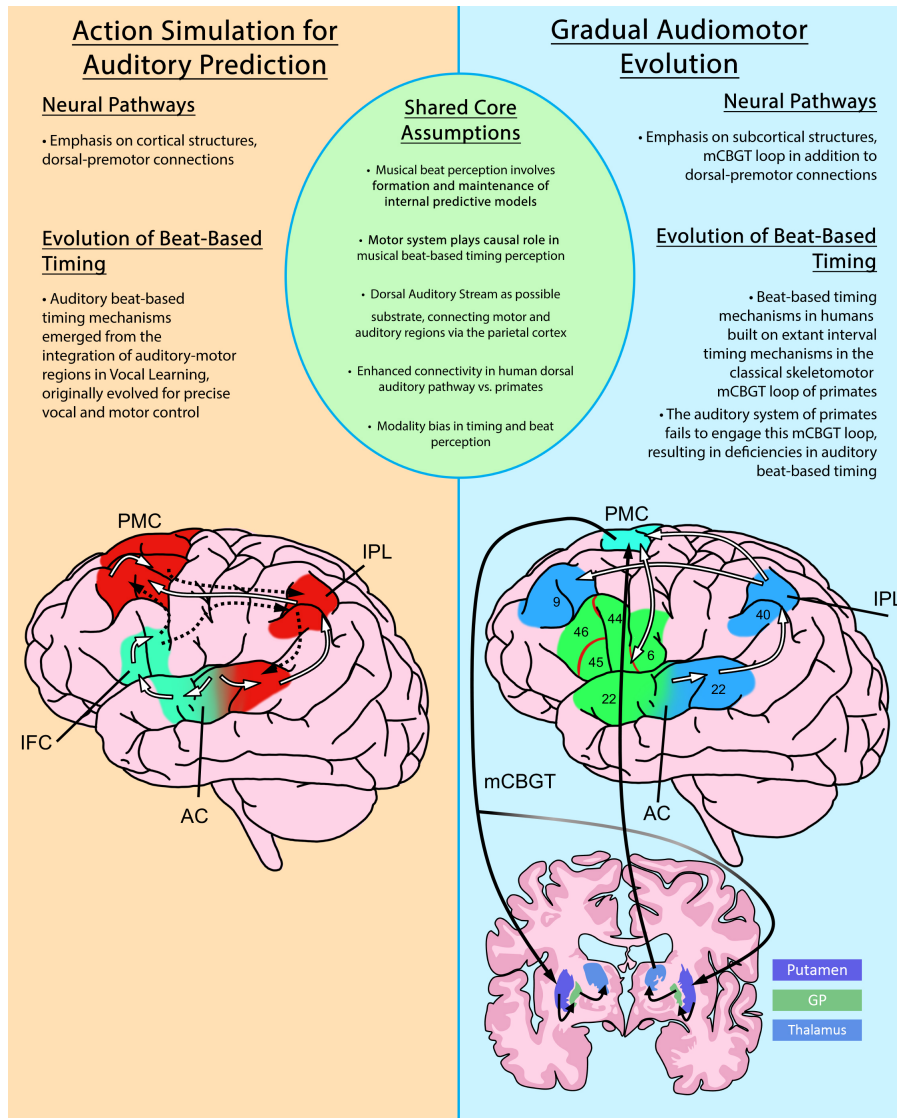 Action Simulation for
Auditory Prediction
Neural Pathways
• Emphasis on cortical structures,
dorsal-premotor connections
Evolution of Beat-Based
Timing
• Auditory beat-based
timing mechanisms
emerged from the
integration of auditory-motor
regions in Vocal Learning,
originally evolved for precise
vocal and motor control
Shared Core
Assumptions
• Musical beat perception involves
formation and maintenance of
internal predictive models
• Motor system plays causal role in
musical beat-based timing perception
• Dorsal Auditory Stream as possible
substrate, connecting motor and
auditory regions via the parietal cortex
• Enhanced connectivity in human dorsal
auditory pathway vs. primates
• Modality bias in timing and beat
perception
Gradual Audiomotor
Evolution
Neural Pathways
• Emphasis on subcortical structures,
mCBGT loop in addition to
dorsal-premotor connections
Evolution of Beat-Based
Timing
• Beat-based timing
mechanisms in humans
built on extant interval
timing mechanisms in the
classical skeletomotor
mCBGT loop of primates
• The auditory system of primates
fails to engage this mCBGT loop,
resulting in deficiencies in auditory
beat-based timing
PMC
IPL
IFC
AC
PMC
IPL
9
46
44
45
6
40
22
22
mCBGT
AC
Putamen
GP
Thalamus